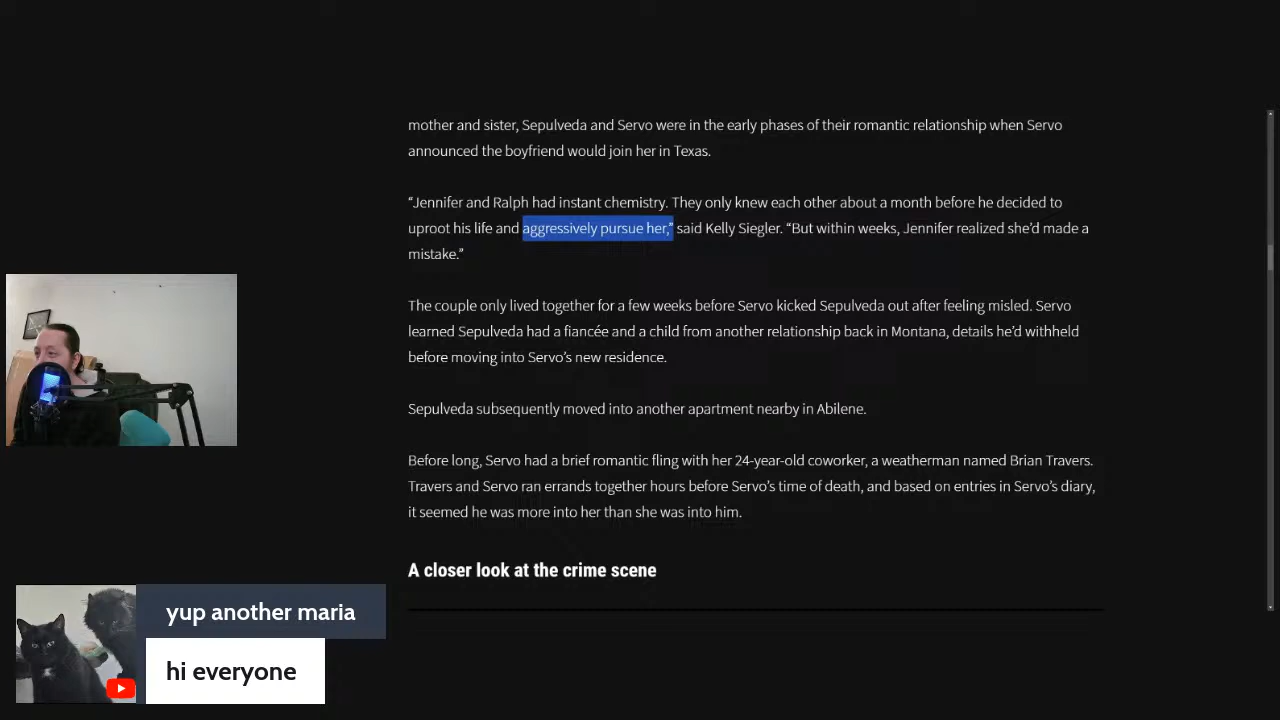 mother and sister, Sepulveda and Servo were in the early phases of their romantic relationship when Servo
announced the boyfriend would join her in Texas.
“Jennifer and Ralph had instant chemistry. They only knew each other about a month before he decided to
uproot his life and aggressively pursue her,” said Kelly Siegler. “But within weeks, Jennifer realized she’d made a
mistake.”
The couple only lived together for a few weeks before Servo kicked Sepulveda out after feeling misled. Servo
learned Sepulveda had a fiancée and a child from another relationship back in Montana, details he’d withheld
before moving into Servo’s new residence.
Sepulveda subsequently moved into another apartment nearby in Abilene.
Before long, Servo had a brief romantic fling with her 24-year-old coworker, a weatherman named Brian Travers.
Travers and Servo ran errands together hours before Servo’s time of death, and based on entries in Servo’s diary,
it seemed he was more into her than she was into him.
A closer look at the crime scene
yup another maria
hi everyone